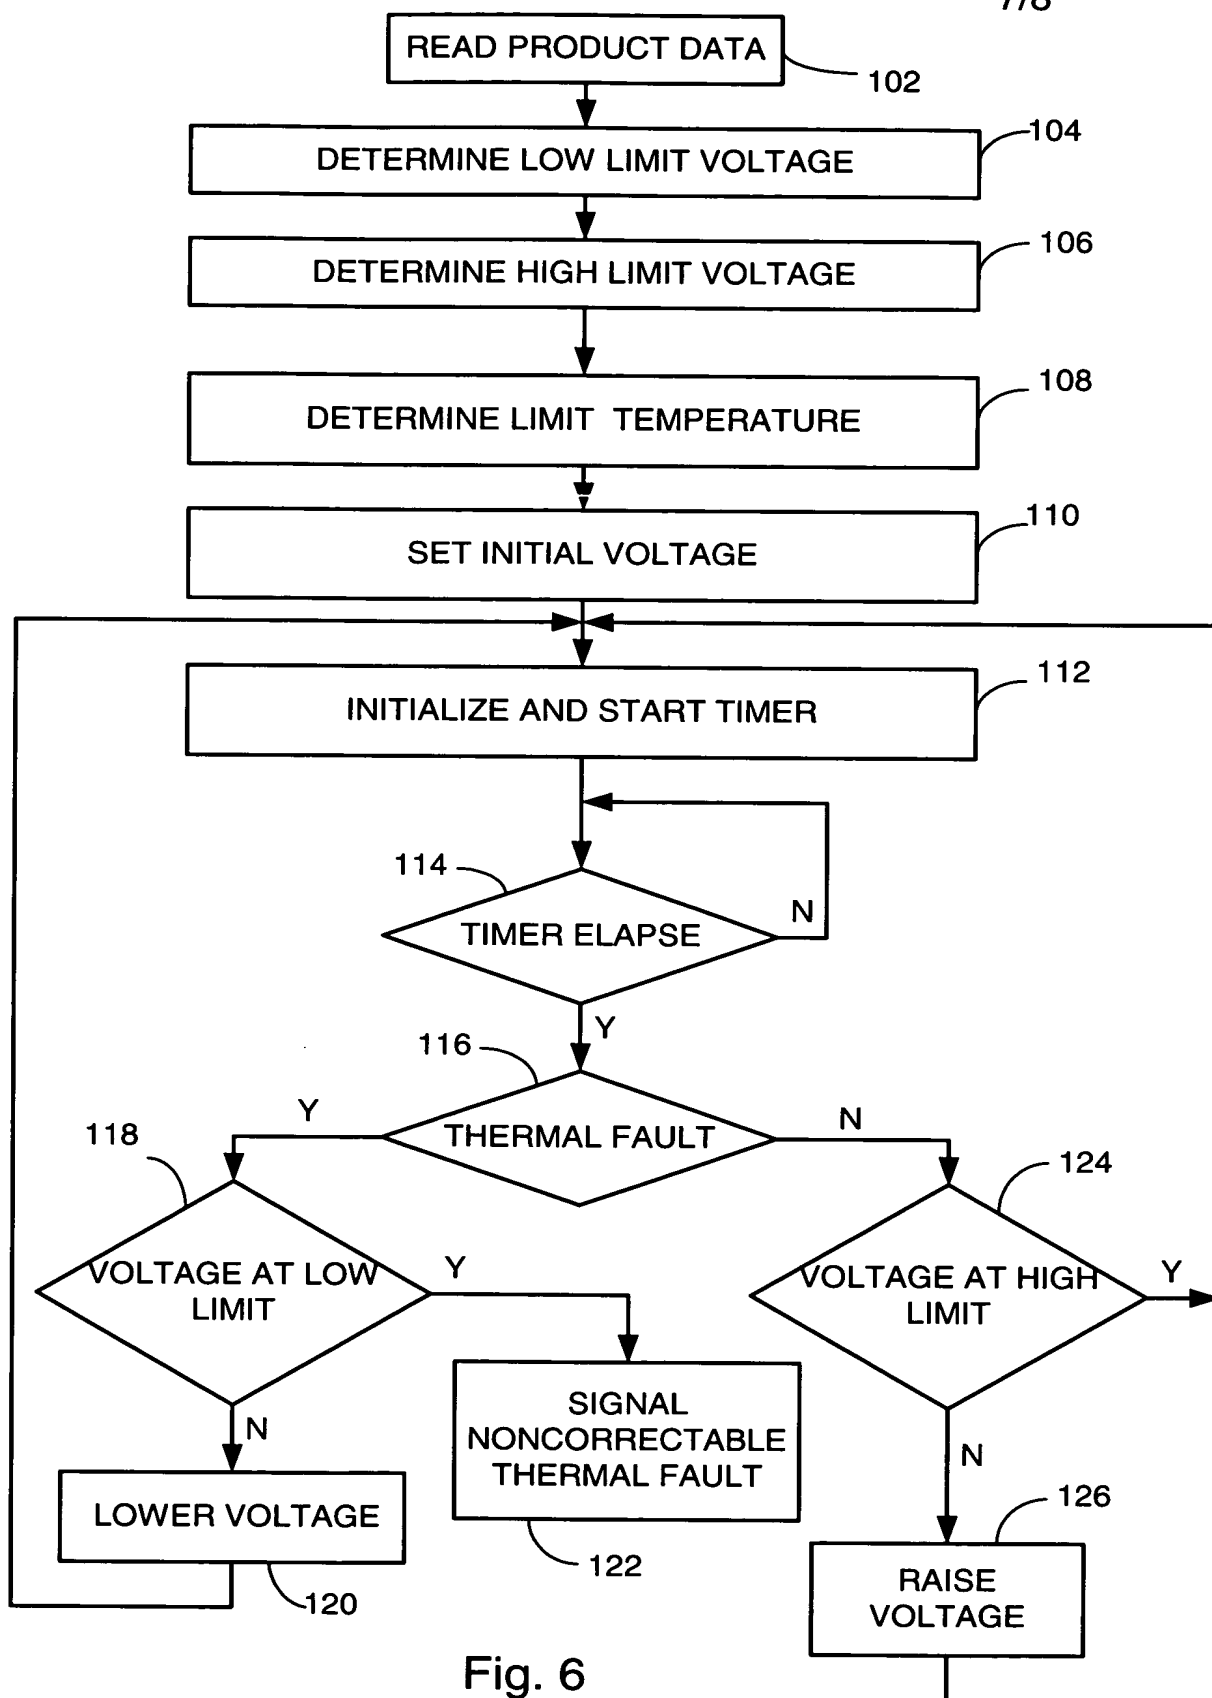 7/8
READ PRODUCT DATA
102
DETERMINE LOW LIMIT VOLTAGE
104
DETERMINE HIGH LIMIT VOLTAGE
106
DETERMINE LIMIT TEMPERATURE
108
SET INITIAL VOLTAGE
110
INITIALIZE AND START TIMER
112
114
TIMER ELAPSE
N
Y
116
THERMAL FAULT
Y
N
118
VOLTAGE AT LOW
LIMIT
Y
N
124
VOLTAGE AT HIGH
LIMIT
Y
N
SIGNAL
NONCORRECTABLE
THERMAL FAULT
122
LOWER VOLTAGE
120
126
RAISE
VOLTAGE
Fig. 6